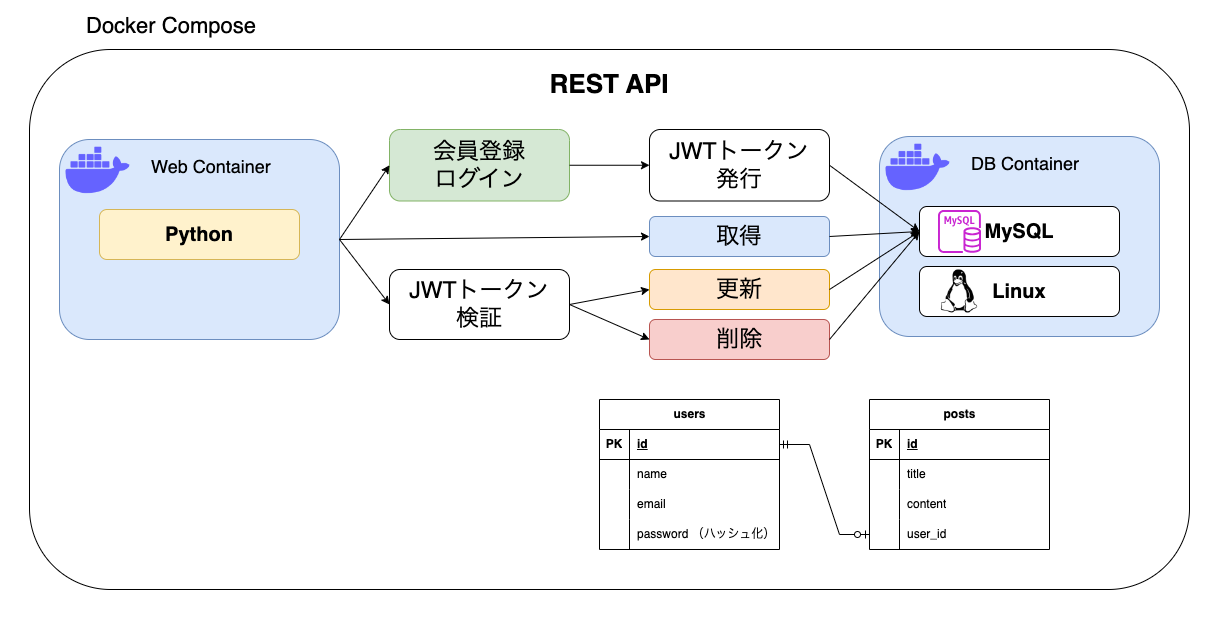 Docker Compose
REST API
Web Container
Python
会員登録
ログイン
JWTトークン
発行
取得
JWTトークン
検証
更新
削除
DB Container
MySQL
MySQL
Linux
users
PK id
name
email
password （ハッシュ化）
posts
PK id
title
content
user_id